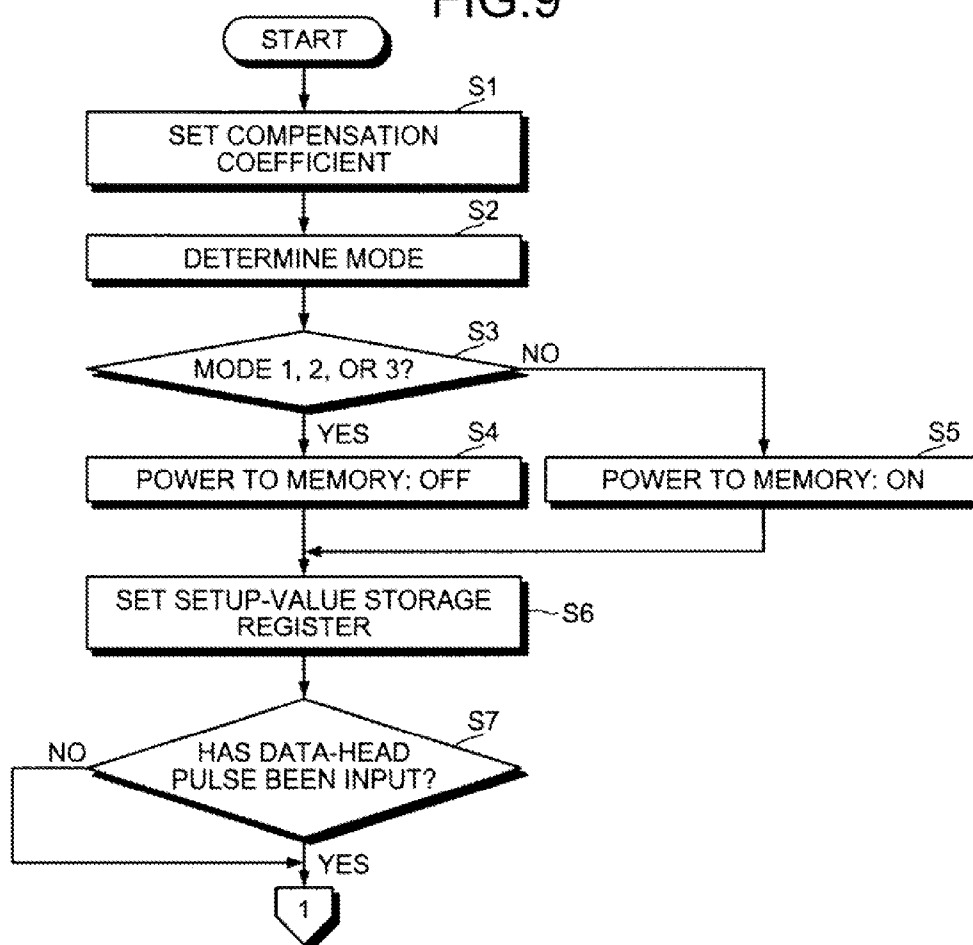 FIG.9
START
S1
SET COMPENSATION
COEFFICIENT
S2
DETERMINE MODE
S3
MODE 1, 2, OR 3?
NO
YES
S4
S5
POWER TO MEMORY: OFF
POWER TO MEMORY: ON
SET SETUP-VALUE STORAGE
REGISTER
S6
S7
NO
HAS DATA-HEAD
PULSE BEEN INPUT?
YES
1